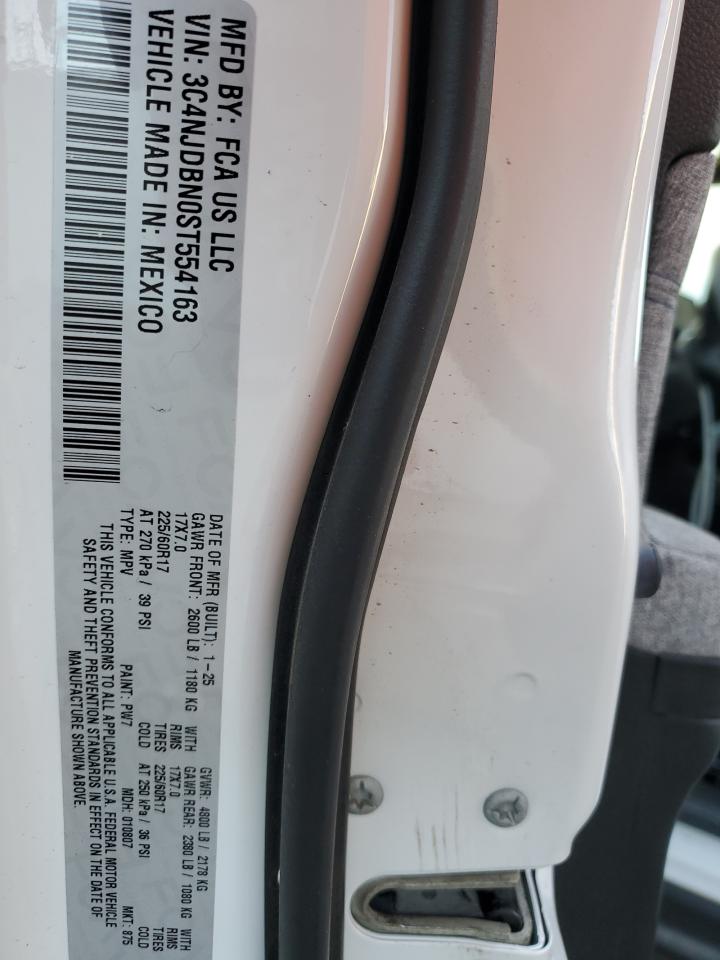 MFD BY: FCA US LLC
VIN: 3C4NJDBN0ST554163
VEHICLE MADE IN: MEXICO
DATE OF MFR (BUILT): 1-25 GVWR: 4800 LB / 2178 KG
GAWR FRONT: 2600 LB / 1180 KG WITH GAWR REAR: 2380 LB / 1080 KG WITH
17X7.0 RIMS 17X7.0 RIMS
225/60R17 TIRES 225/60R17 TIRES
AT 270 kPa / 39 PSI COLD AT 250 kPa / 36 PSI COLD
TYPE: MPV PAINT: PW7 MDH: 010807 MKT: 875
THIS VEHICLE CONFORMS TO ALL APPLICABLE U.S.A. FEDERAL MOTOR VEHICLE
SAFETY AND THEFT PREVENTION STANDARDS IN EFFECT ON THE DATE OF
MANUFACTURE SHOWN ABOVE.